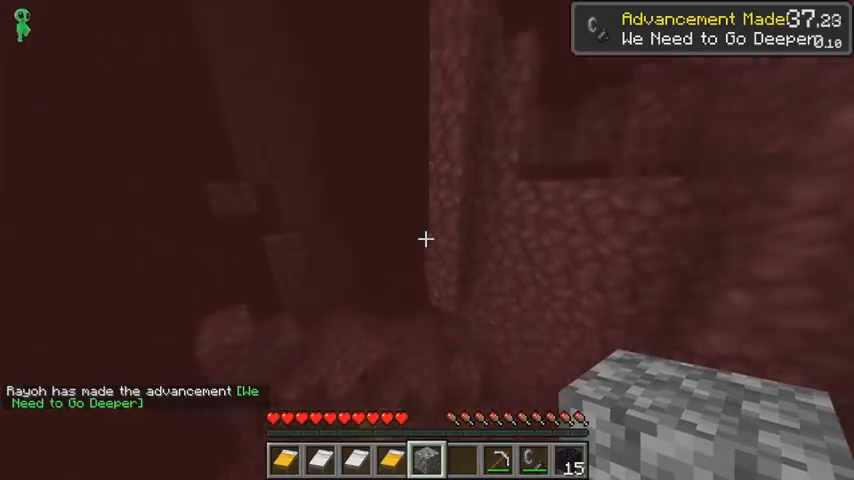 Advancement Made
37.23
We Need to Go Deeper
0.10
Rayoh has made the advancement [We
Need to Go Deeper]
15